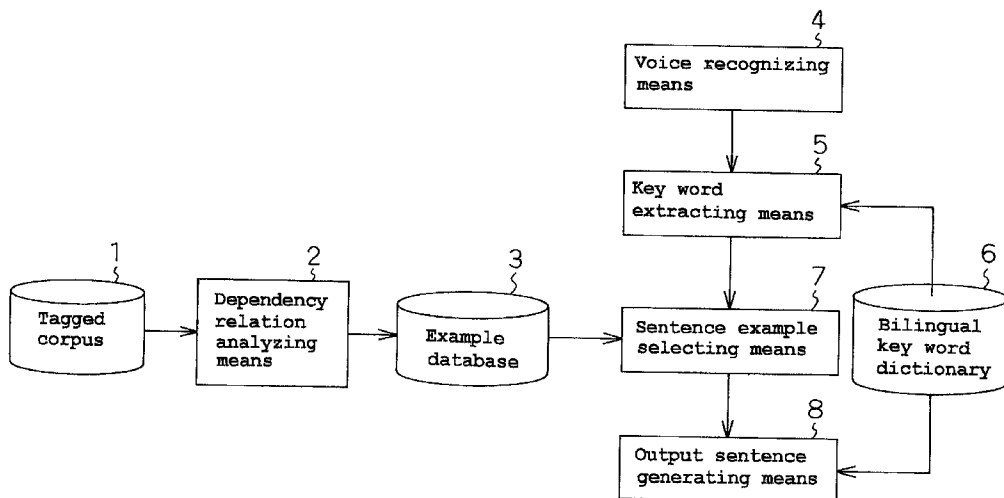 4
Voice recognizing
means
5
Key word
extracting means
1
Tagged
corpus
2
Dependency
relation
analyzing
means
3
Example
database
7
Sentence example
selecting means
6
Bilingual
key word
dictionary
8
Output sentence
generating means